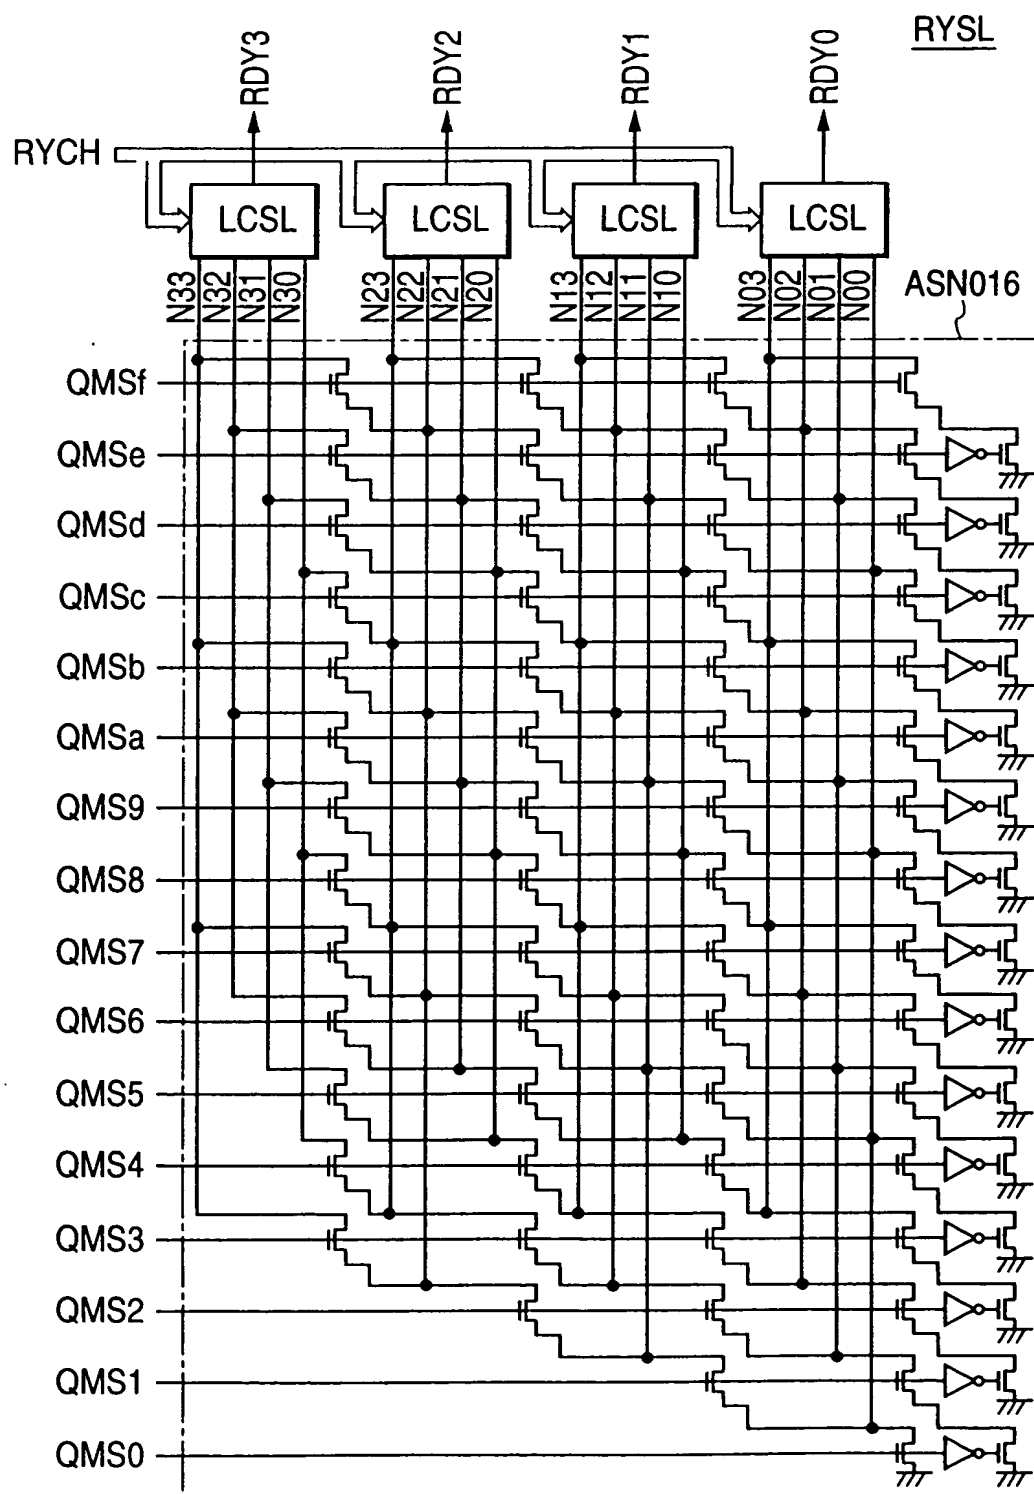 RYSL
RDY3 RDY2 RDY1 RDY0
RYCH
LCSL LCSL LCSL LCSL
N33 N32 N31 N30 N23 N22 N21 N20 N13 N12 N11 N10 N03 N02 N01 N00
ASN016
QMSf
QMSe
QMSd
QMSc
QMSb
QMSa
QMS9
QMS8
QMS7
QMS6
QMS5
QMS4
QMS3
QMS2
QMS1
QMS0